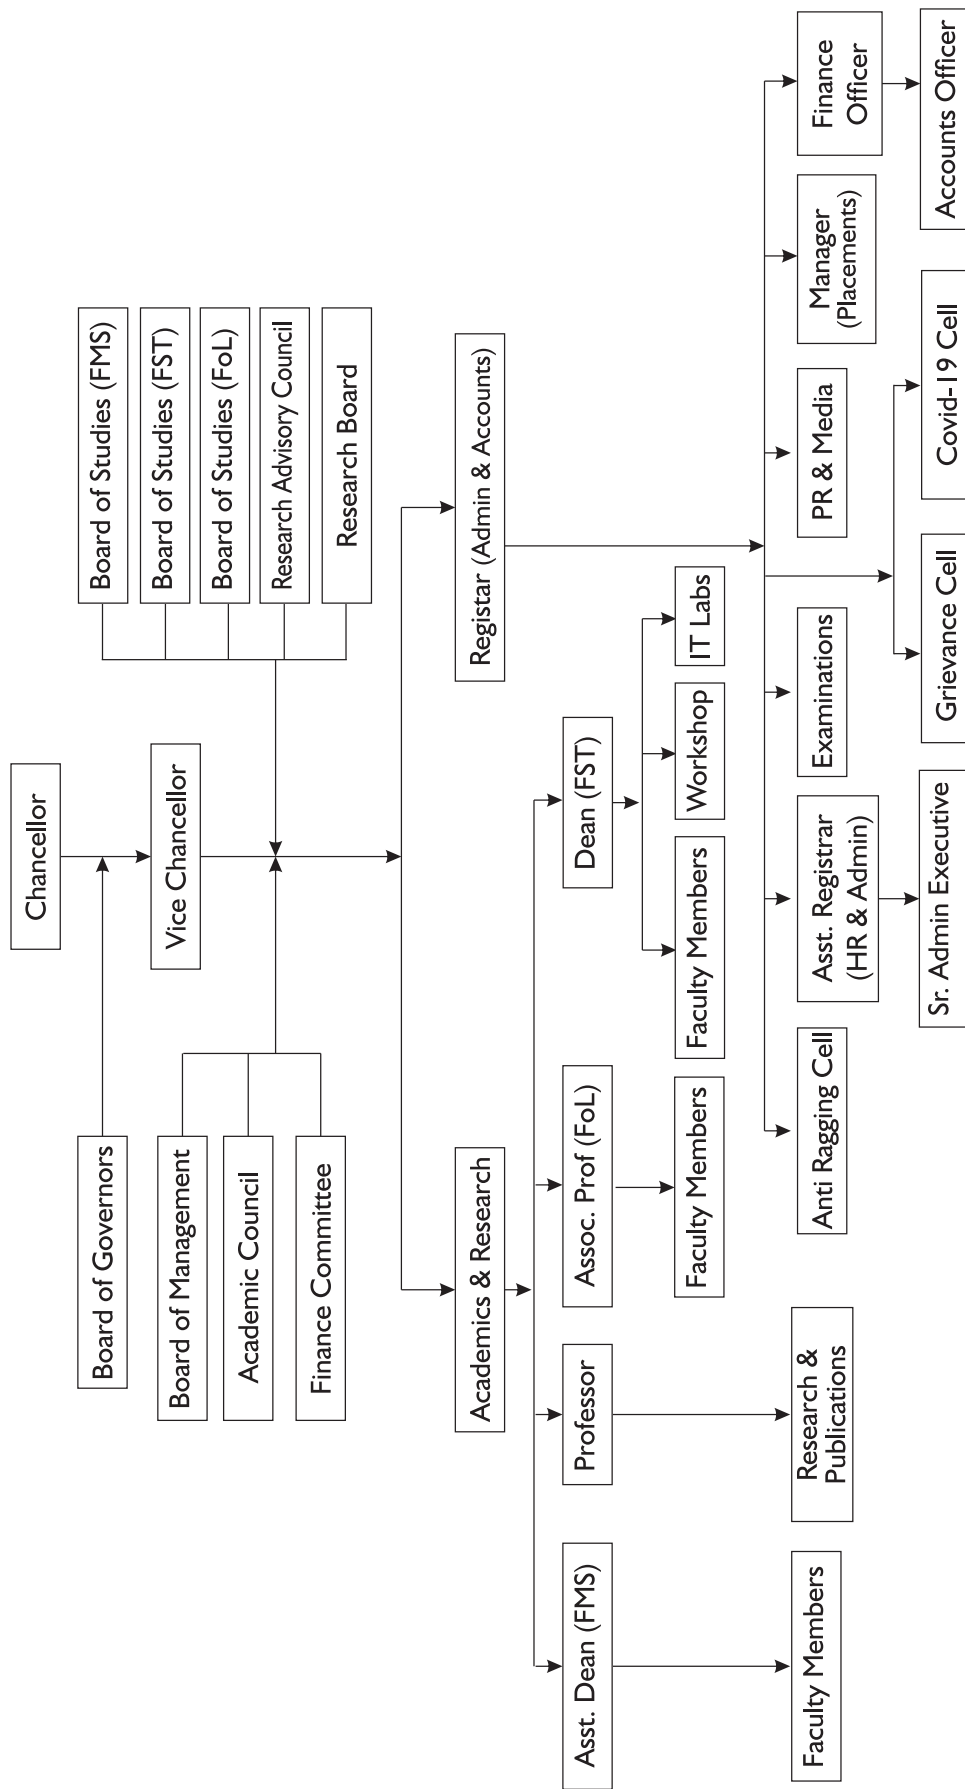 Chancellor
Board of Governors
Vice Chancellor
Board of Management
Academic Council
Finance Committee
Board of Studies (FMS)
Board of Studies (FST)
Board of Studies (FoL)
Research Advisory Council
Research Board
Academics & Research
Registrar (Admin & Accounts)
Asst. Dean (FMS)
Professor
Assoc. Prof (FoL)
Dean (FST)
Faculty Members
Faculty Members
Workshop
IT Labs
Faculty Members
Research &
Publications
Anti Ragging Cell
Asst. Registrar
(HR & Admin)
Examinations
PR & Media
Manager
(Placements)
Finance
Officer
Sr. Admin Executive
Grievance Cell
Covid-19 Cell
Accounts Officer